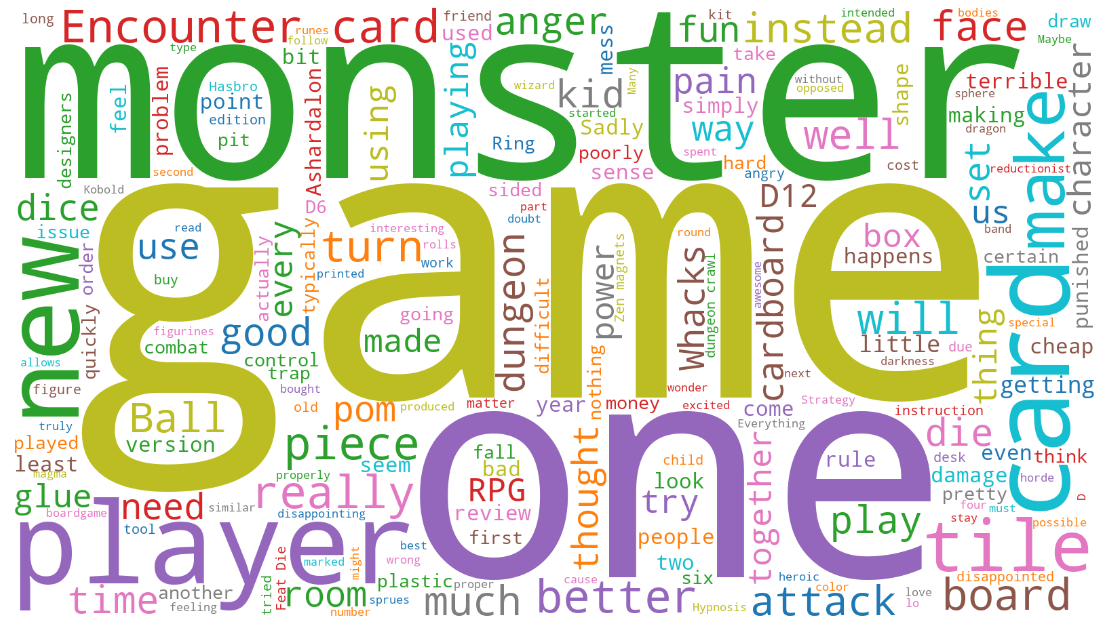 long Encounter card friend used anger kit fun intended instead bodies face Maybe draw
runes follow bit type mess take
monster
designers feel problem Hasbro point edition pit second Ashardalon using playing wizard Ring kid started Sadly poorly sense Many spent pain simply way hard angry without opposed well shape cost terrible sphere making dragon reductionist character
Kobold sided part doubt D12 set us band
dice issue D6 interesting rolls round box certain
new game
order use read buy actually every typically turn printed work dungeon difficult Zen magnets power Whacks dungeon crawl awesome cardboard happens will little darkness due thing special punished make card
quickly figurines combat good going made control trap next cheap
allows figure bought nothing wonder getting
Ball version old pom produced matter year money excited come Everything Strategy instruction
truly played least magma piece seem fall bad thought child look together rule die desk even think
glue properly RPG review first try people damage horde pretty
boardgame need similar really disappointing play four must D
player one
tool stay possible tile
time another feeling tried Feat Die marked might room number best wrong plastic sprues proper much cause better two six Hypnosis heroic color attack love lo disappointed board